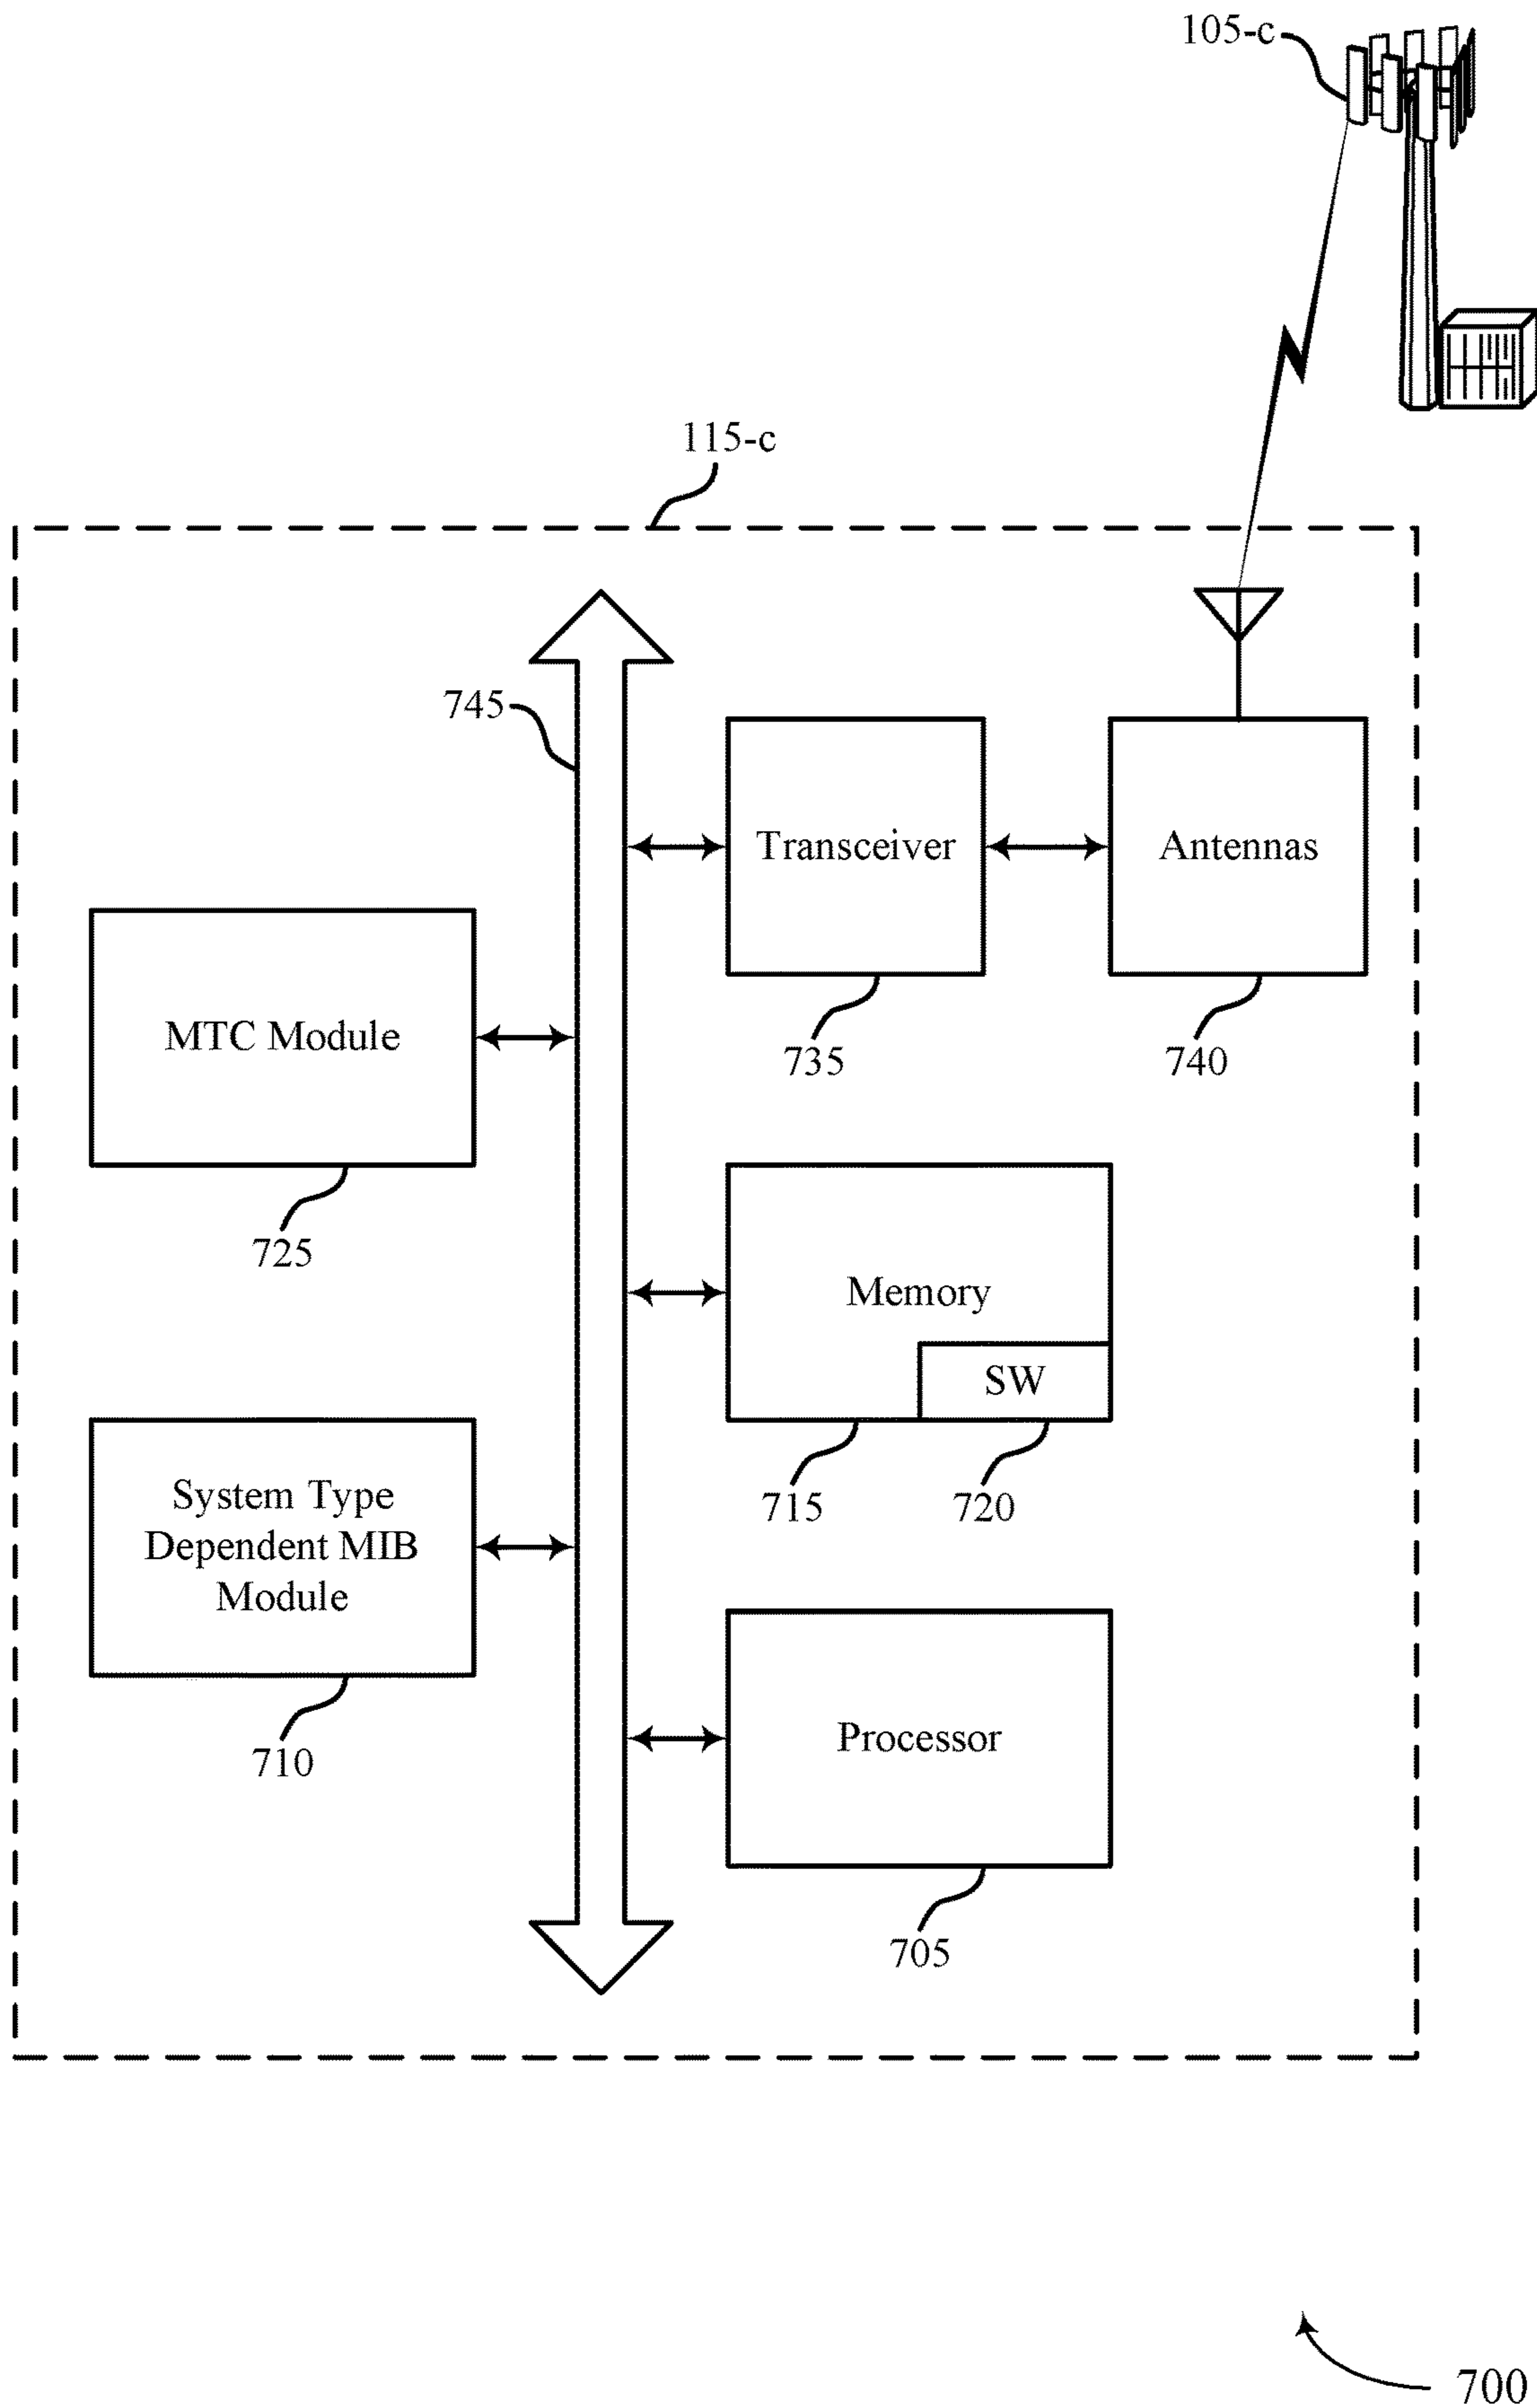 105-c
115-c
745
Transceiver
Antennas
735
740
MTC Module
725
Memory
SW
715
720
System Type
Dependent MIB
Module
710
Processor
705
700